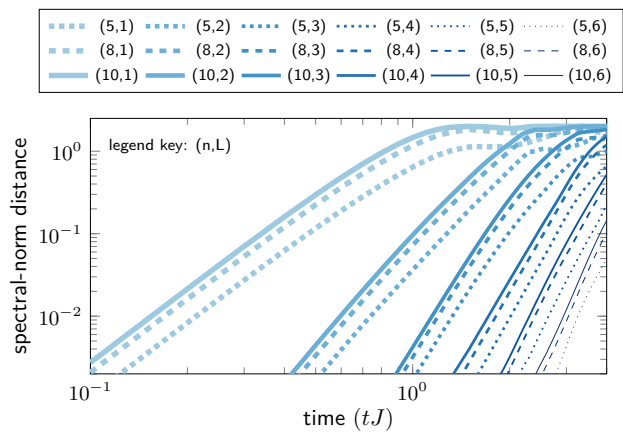 (5,1) (5,2) (5,3) (5,4) (5,5) (5,6)
(8,1) (8,2) (8,3) (8,4) (8,5) (8,6)
(10,1) (10,2) (10,3) (10,4) (10,5) (10,6)
legend key: (n,L)
spectral-norm distance
10^0
10^−1
10^−2
10^−1 10^0
time (tJ)